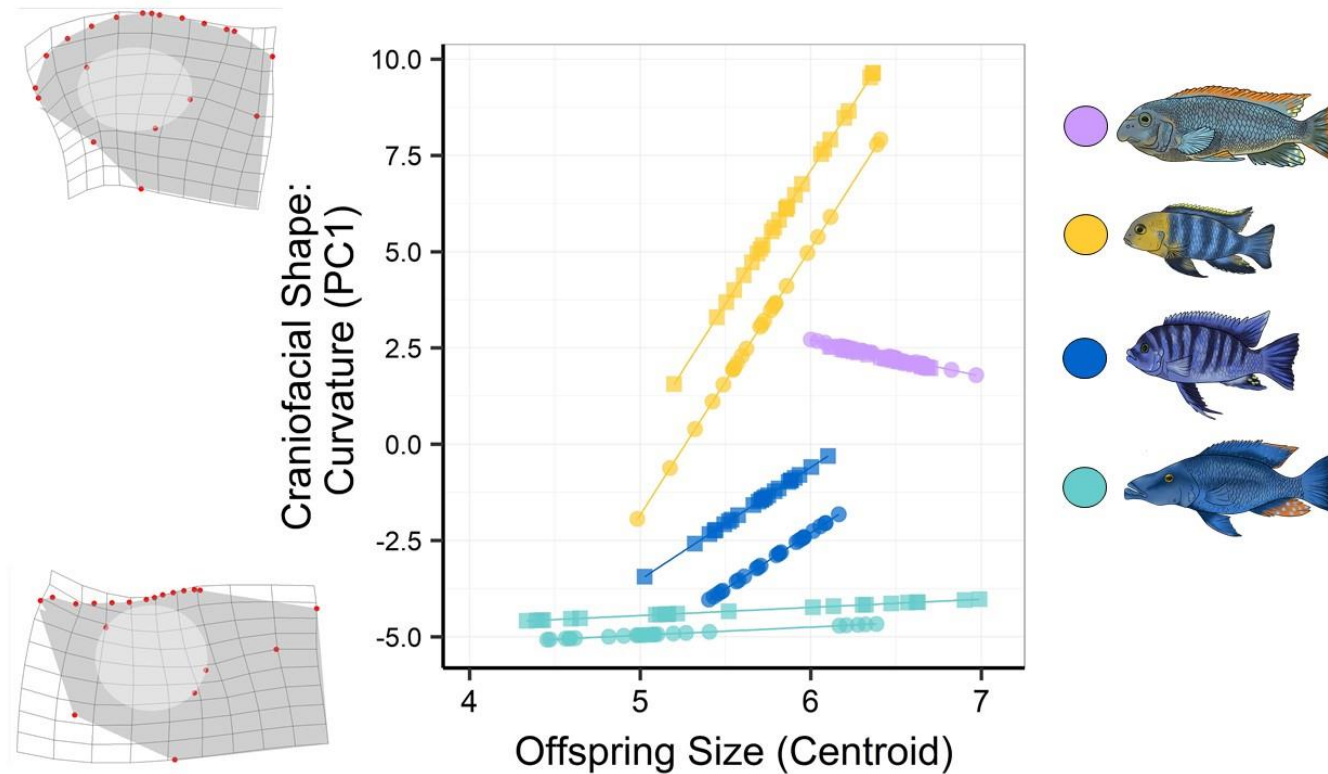 10.0
7.5
5.0
2.5
0.0
-2.5
-5.0
Craniofacial Shape:
Curvature (PC1)
4 5 6 7
Offspring Size (Centroid)